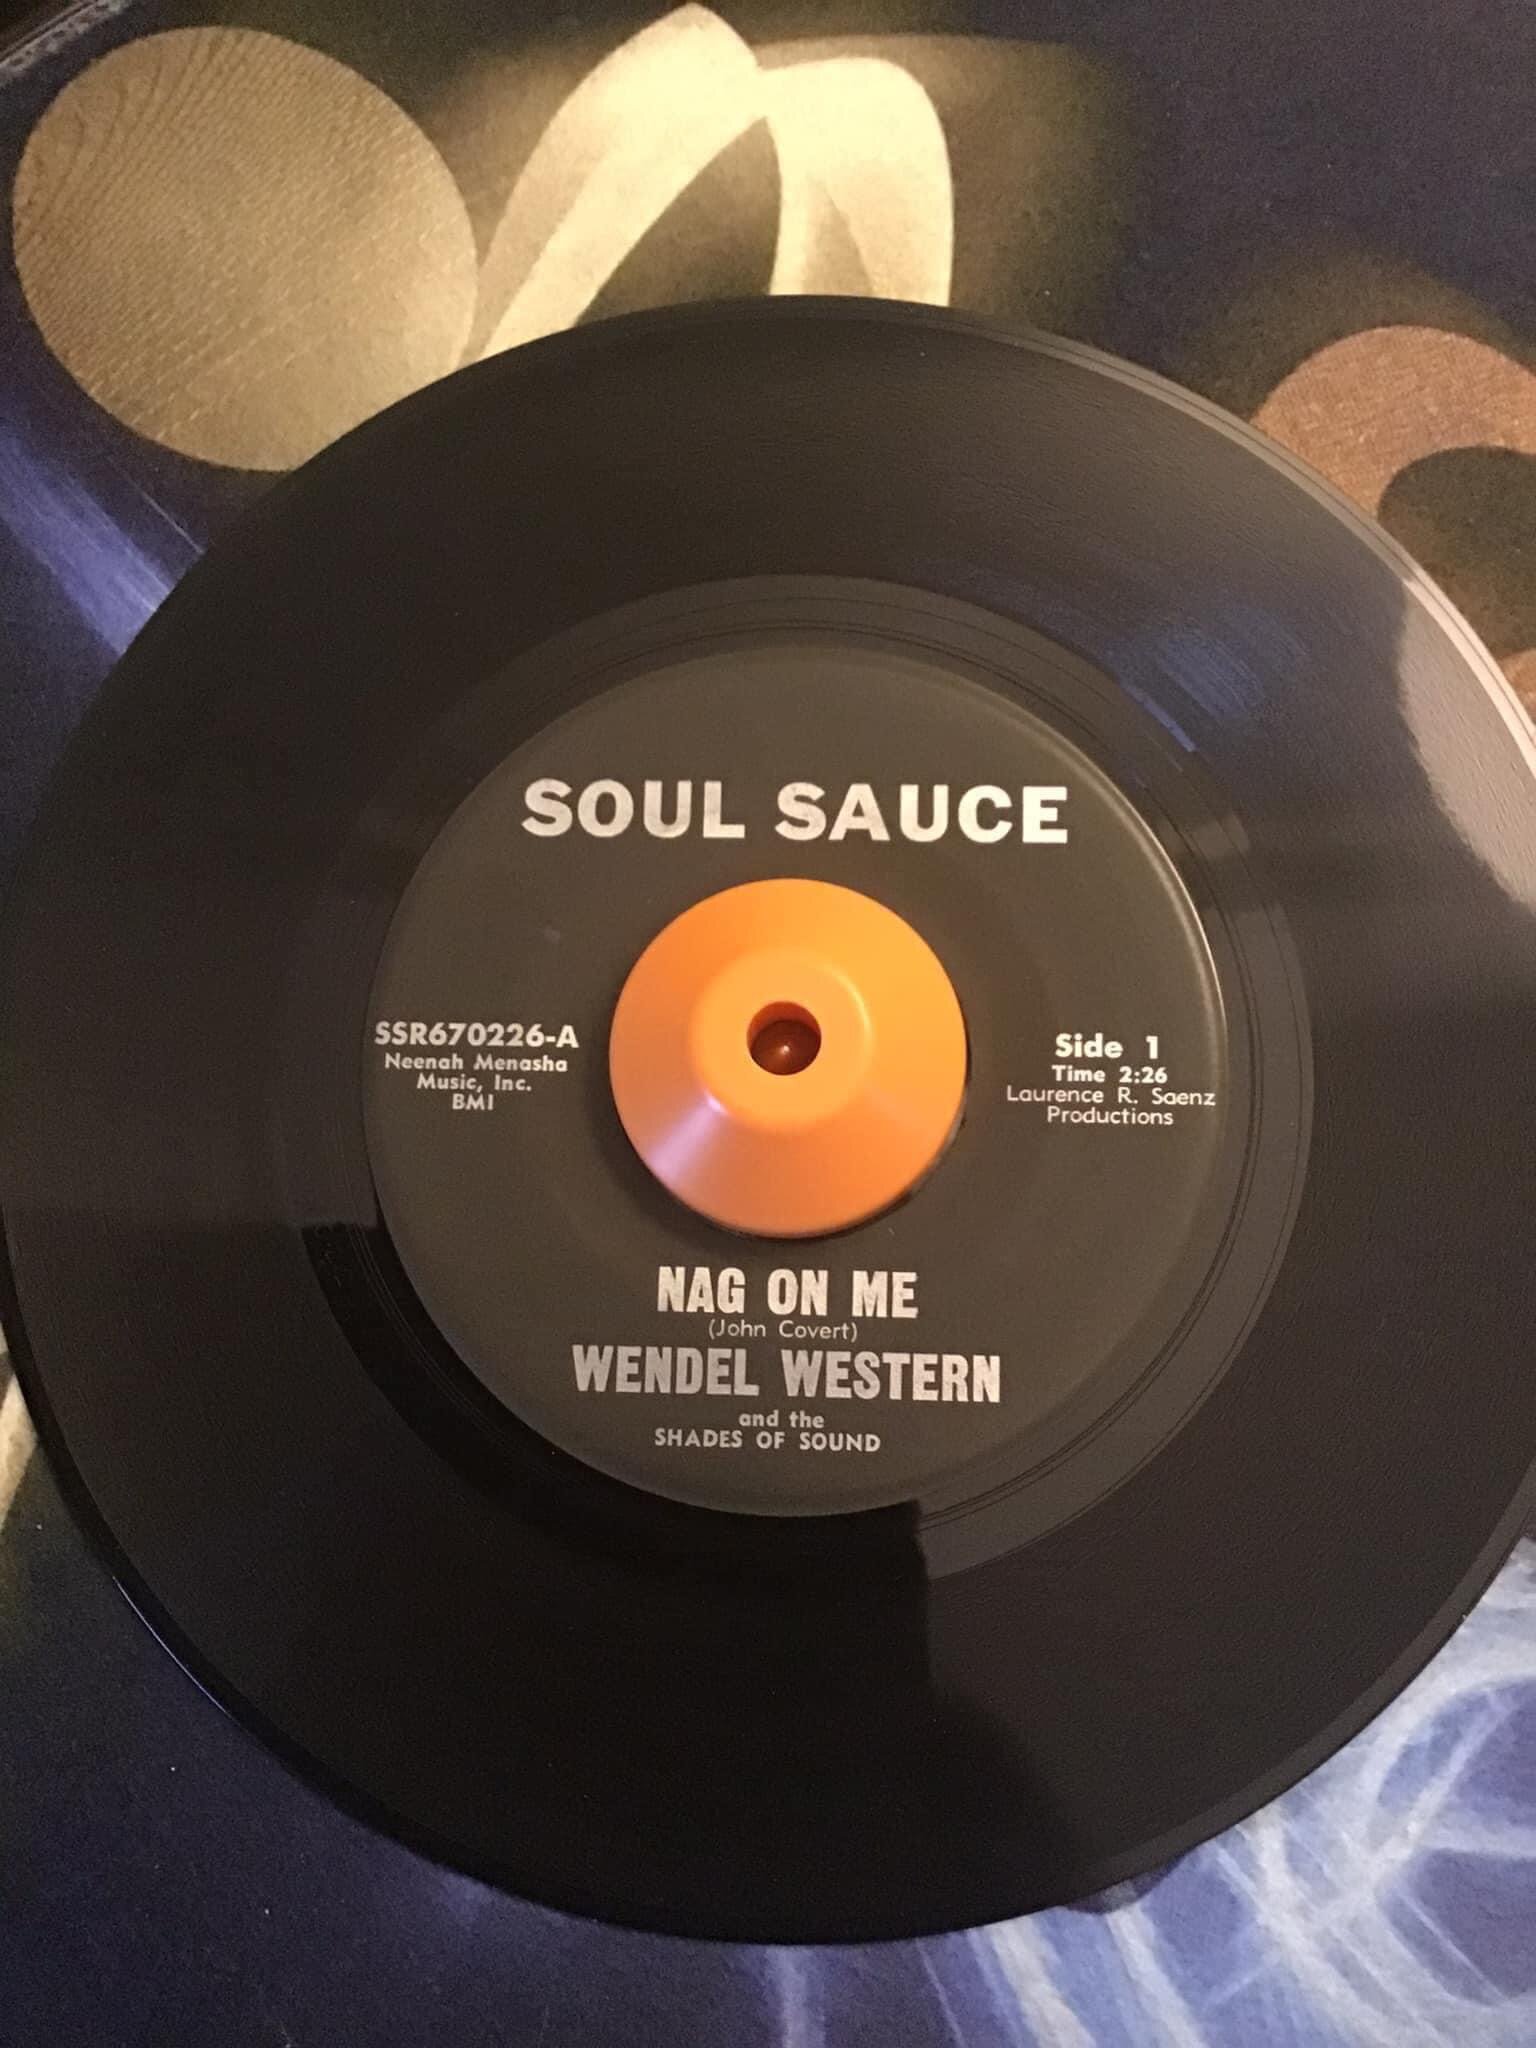 SOUL SAUCE
SSR670226-A
Neenah Menasha
Music, Inc.
BMI
Side 1
Time 2:26
Laurence R. Saenz
Productions
NAG ON ME
(John Covert)
WENDEL WESTERN
and the
SHADES OF SOUND